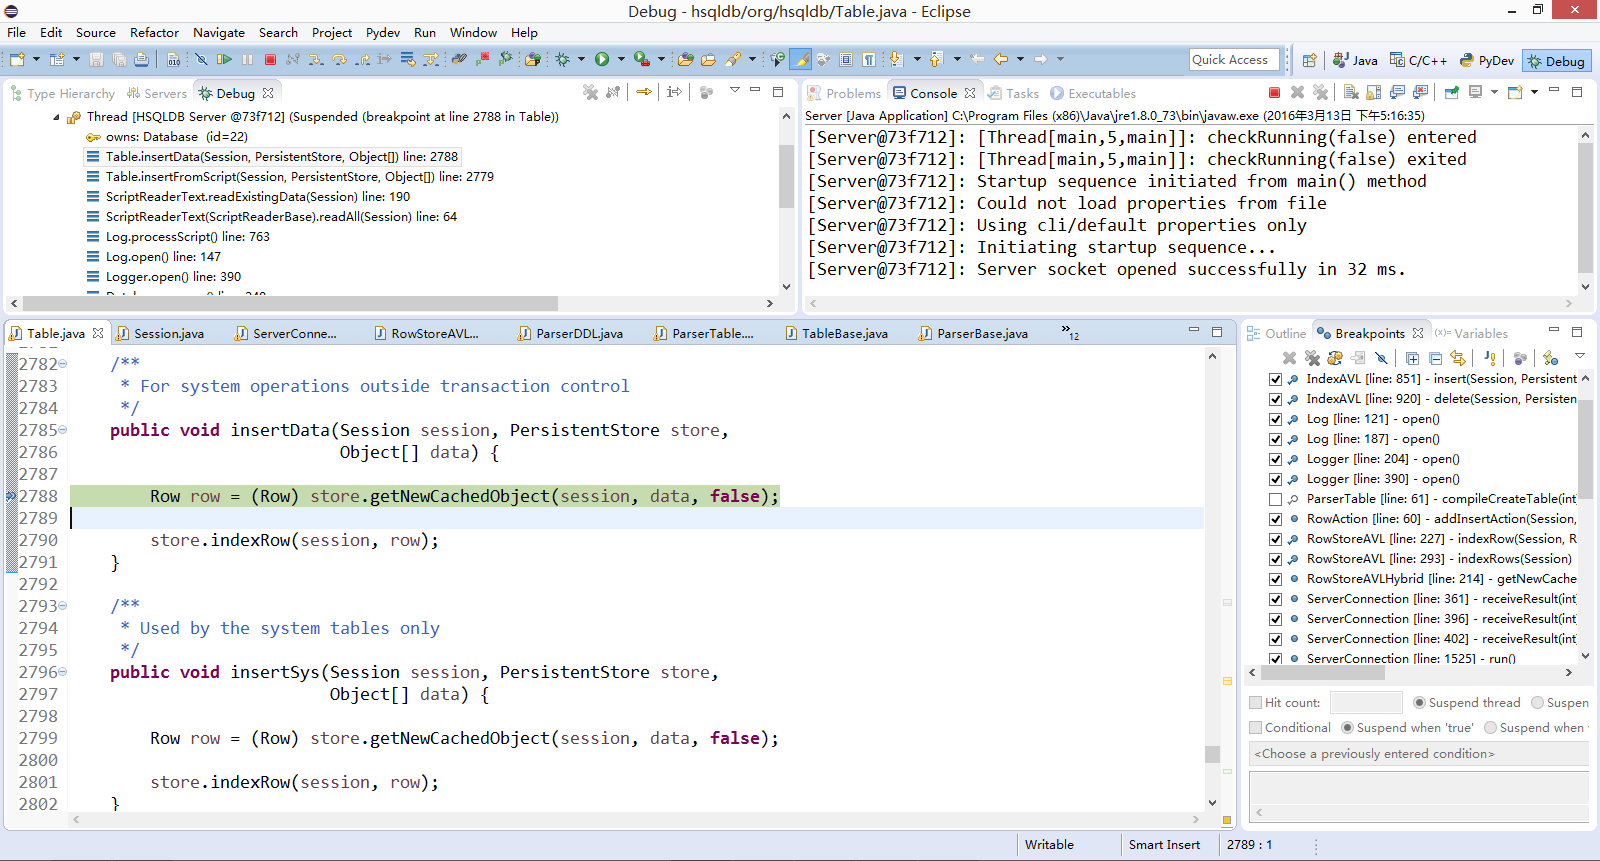 Debug - hsqldb/org/hsqldb/Table.java - Eclipse
File Edit Source Refactor Navigate Search Project Pydev Run Window Help
Quick Access Java C/C++ PyDev Debug
Type Hierarchy Servers Debug
Thread [HSQLDB Server @73f712] (Suspended (breakpoint at line 2788 in Table))
owns: Database (id=22)
Table.insertData(Session, PersistentStore, Object[]) line: 2788
Table.insertFromScript(Session, PersistentStore, Object[]) line: 2779
ScriptReaderText.readExistingData(Session) line: 190
ScriptReaderText(ScriptReaderBase).readAll(Session) line: 64
Log.processScript() line: 763
Log.open() line: 147
Logger.open() line: 390
Problems Console Tasks Executables
Server [Java Application] C:\Program Files (x86)\Java\jre1.8.0_73\bin\javaw.exe (2016年3月13日 下午5:16:35)
[Server@73f712]: [Thread[main,5,main]]: checkRunning(false) entered
[Server@73f712]: [Thread[main,5,main]]: checkRunning(false) exited
[Server@73f712]: Startup sequence initiated from main() method
[Server@73f712]: Could not load properties from file
[Server@73f712]: Using cli/default properties only
[Server@73f712]: Initiating startup sequence...
[Server@73f712]: Server socket opened successfully in 32 ms.
Table.java Session.java ServerConne... RowStoreAVL... ParserDDL.java ParserTable.... TableBase.java ParserBase.java »12
2782 /**
2783 * For system operations outside transaction control
2784 */
2785 public void insertData(Session session, PersistentStore store,
2786 Object[] data) {
2787
2788 Row row = (Row) store.getNewCachedObject(session, data, false);
2789
2790 store.indexRow(session, row);
2791 }
2792
2793 /**
2794 * Used by the system tables only
2795 */
2796 public void insertSys(Session session, PersistentStore store,
2797 Object[] data) {
2798
2799 Row row = (Row) store.getNewCachedObject(session, data, false);
2800
2801 store.indexRow(session, row);
2802 }
Outline Breakpoints (x)= Variables
IndexAVL [line: 851] - insert(Session, Persistent
IndexAVL [line: 920] - delete(Session, Persisten
Log [line: 121] - open()
Log [line: 187] - open()
Logger [line: 204] - open()
Logger [line: 390] - open()
ParserTable [line: 61] - compileCreateTable(int)
RowAction [line: 60] - addInsertAction(Session,
RowStoreAVL [line: 227] - indexRow(Session, R
RowStoreAVL [line: 293] - indexRows(Session)
RowStoreAVLHybrid [line: 214] - getNewCache
ServerConnection [line: 361] - receiveResult(int)
ServerConnection [line: 396] - receiveResult(int)
ServerConnection [line: 402] - receiveResult(int)
ServerConnection [line: 1525] - run()
Hit count: Suspend thread Suspen
Conditional Suspend when 'true' Suspend when
<Choose a previously entered condition>
Writable Smart Insert 2789 : 1